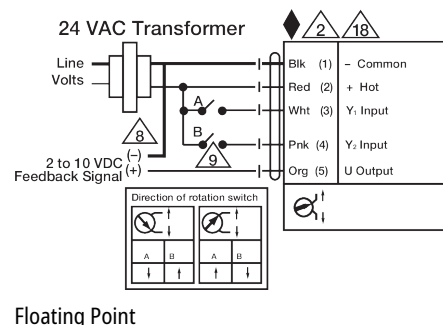 24 VAC Transformer
2
18
Line
Volts
Blk (1) – Common
Red (2) + Hot
A
Wht (3) Y₁ Input
B
Pnk (4) Y₂ Input
8
9
2 to 10 VDC (–)
Feedback Signal (+)
Org (5) U Output
Direction of rotation switch
A B A B
Floating Point